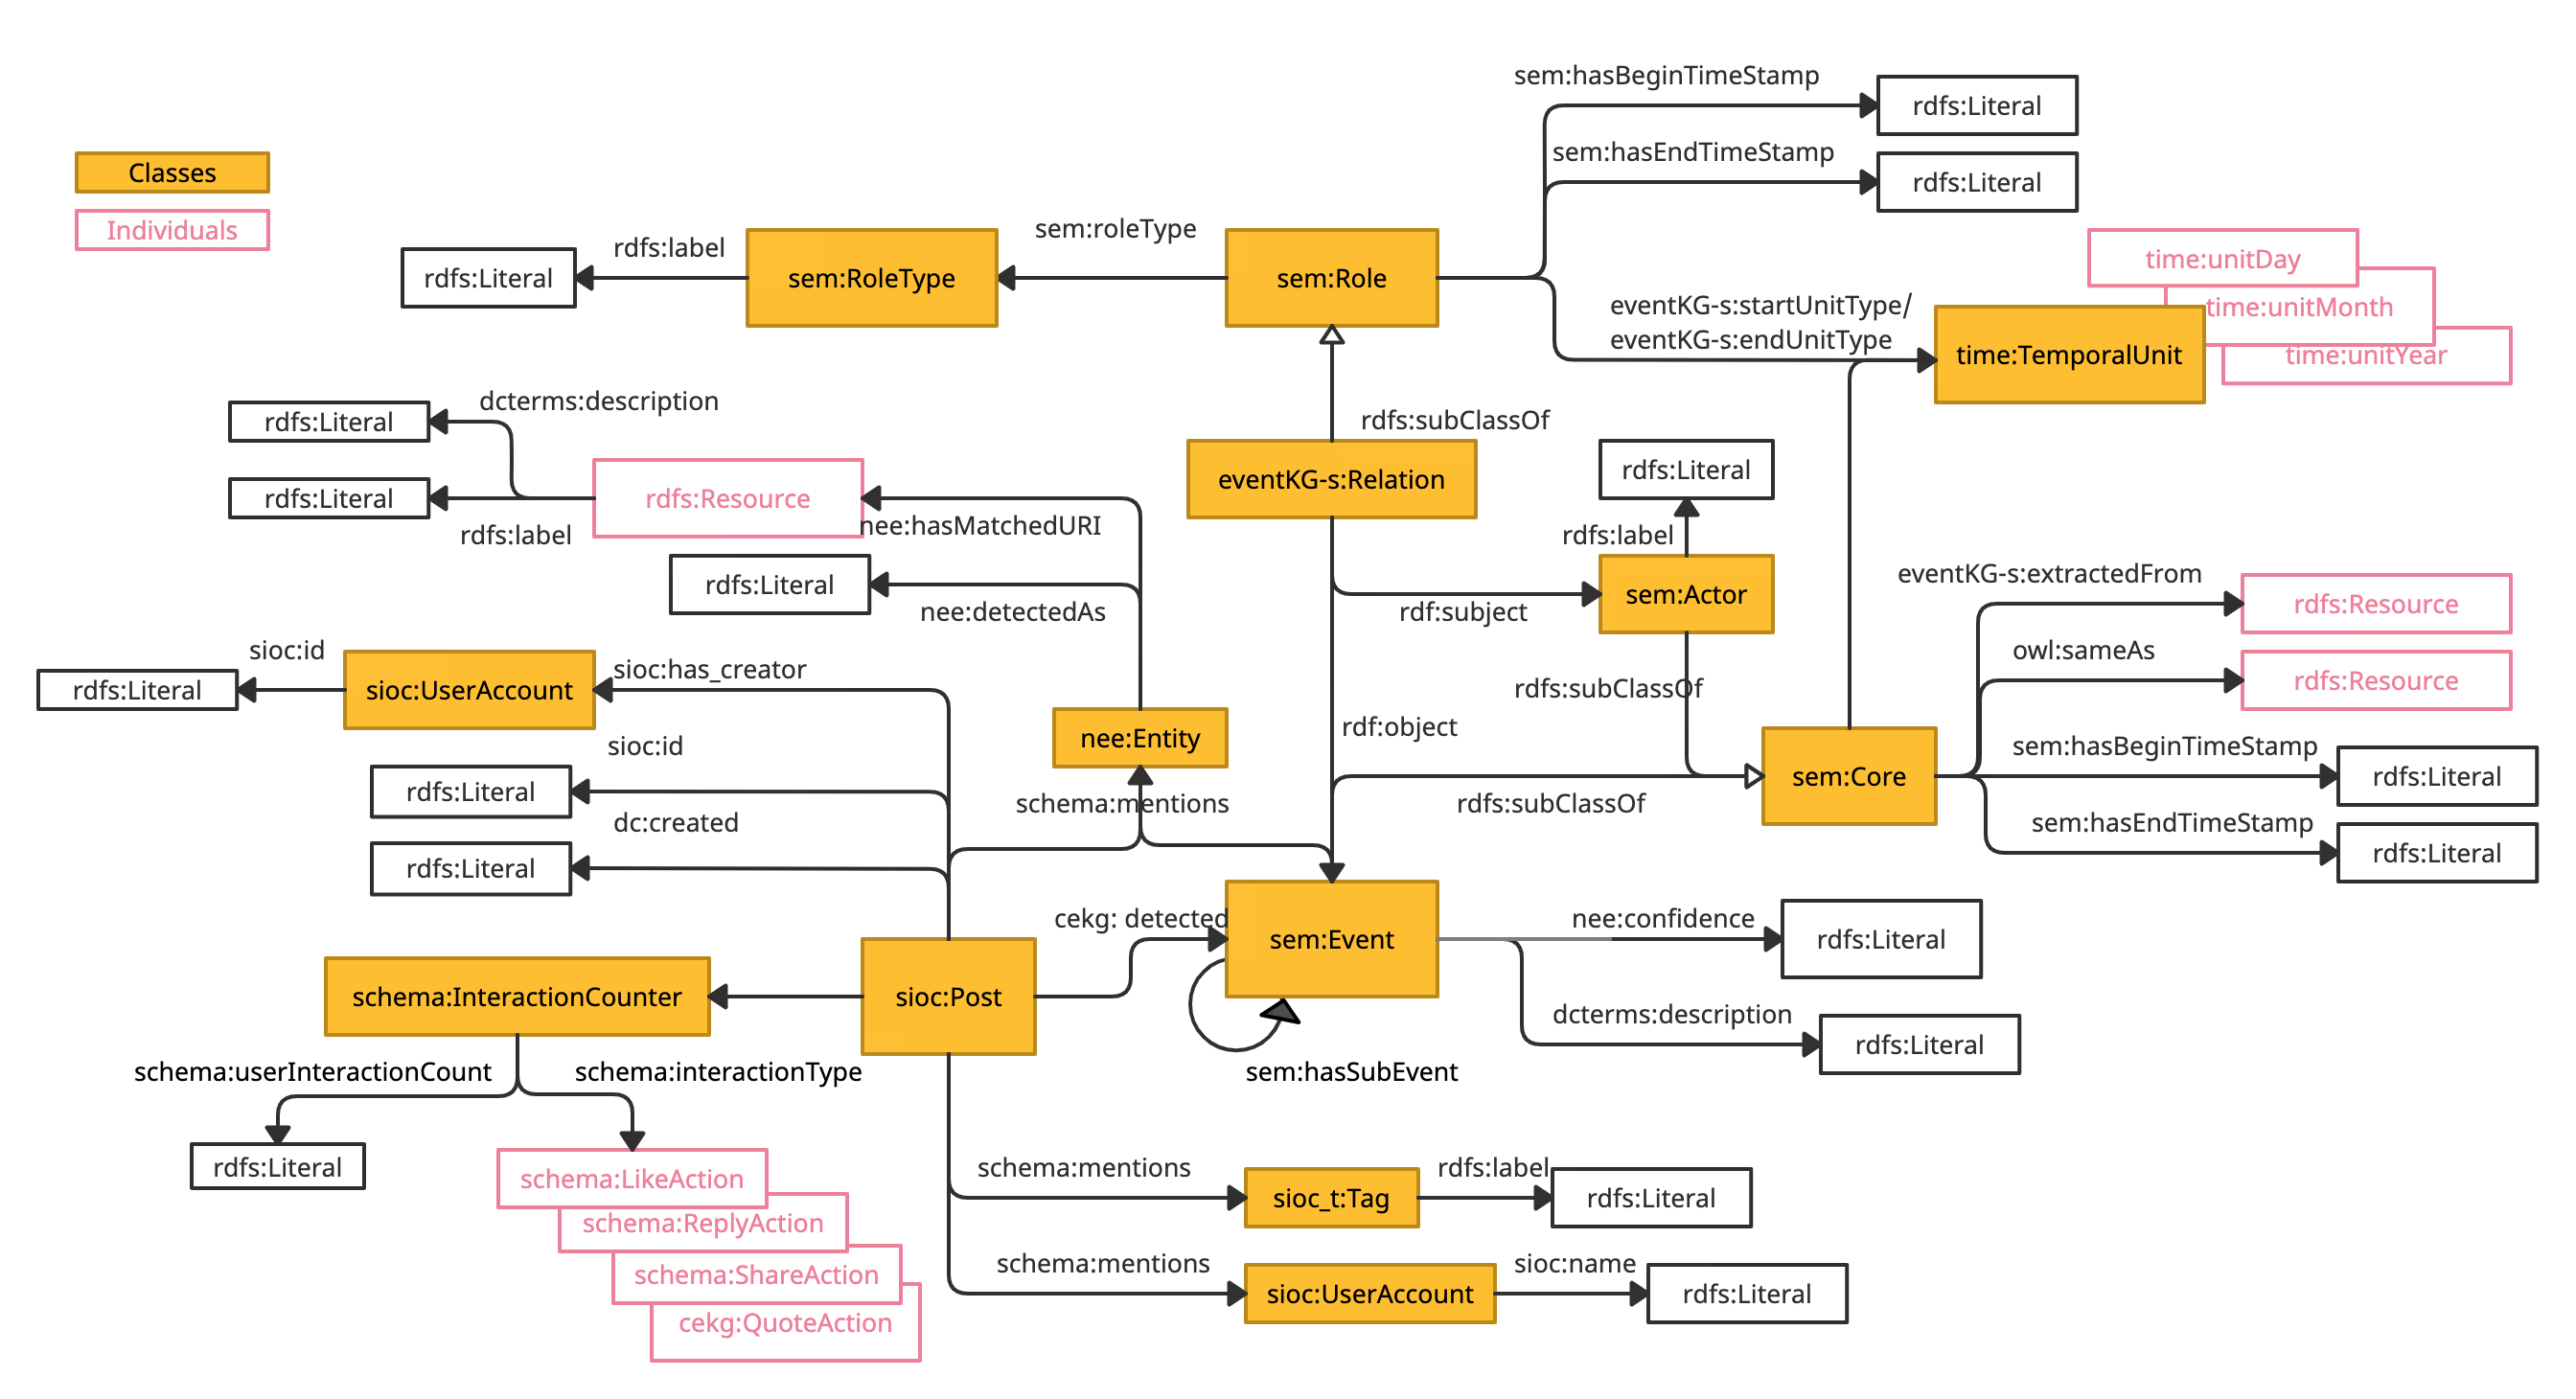 sem:hasBeginTimeStamp
rdfs:Literal
sem:hasEndTimeStamp
rdfs:Literal
Classes
Individuals
rdfs:label
sem:roleType
rdfs:Literal
sem:RoleType
sem:Role
time:unitDay
time:unitMonth
time:unitYear
eventKG-s:startUnitType/
eventKG-s:endUnitType
time:TemporalUnit
dcterms:description
rdfs:Literal
rdfs:subClassOf
rdfs:Literal
rdfs:Resource
eventKG-s:Relation
rdfs:Literal
rdfs:label
nee:hasMatchedURI
rdfs:label
rdfs:Literal
nee:detectedAs
rdf:subject
sem:Actor
eventKG-s:extractedFrom
rdfs:Resource
sioc:id
owl:sameAs
rdfs:Resource
rdfs:Literal
sioc:UserAccount
sioc:has_creator
rdfs:subClassOf
rdf:object
nee:Entity
sioc:id
sem:hasBeginTimeStamp
rdfs:Literal
sem:Core
rdfs:Literal
schema:mentions
rdfs:subClassOf
dc:created
sem:hasEndTimeStamp
rdfs:Literal
rdfs:Literal
cekg: detected
sem:Event
nee:confidence
rdfs:Literal
schema:InteractionCounter
sioc:Post
dcterms:description
rdfs:Literal
schema:userInteractionCount
schema:interactionType
sem:hasSubEvent
rdfs:Literal
schema:LikeAction
schema:ReplyAction
schema:ShareAction
cekg:QuoteAction
schema:mentions
sioc_t:Tag
rdfs:label
rdfs:Literal
schema:mentions
sioc:UserAccount
sioc:name
rdfs:Literal